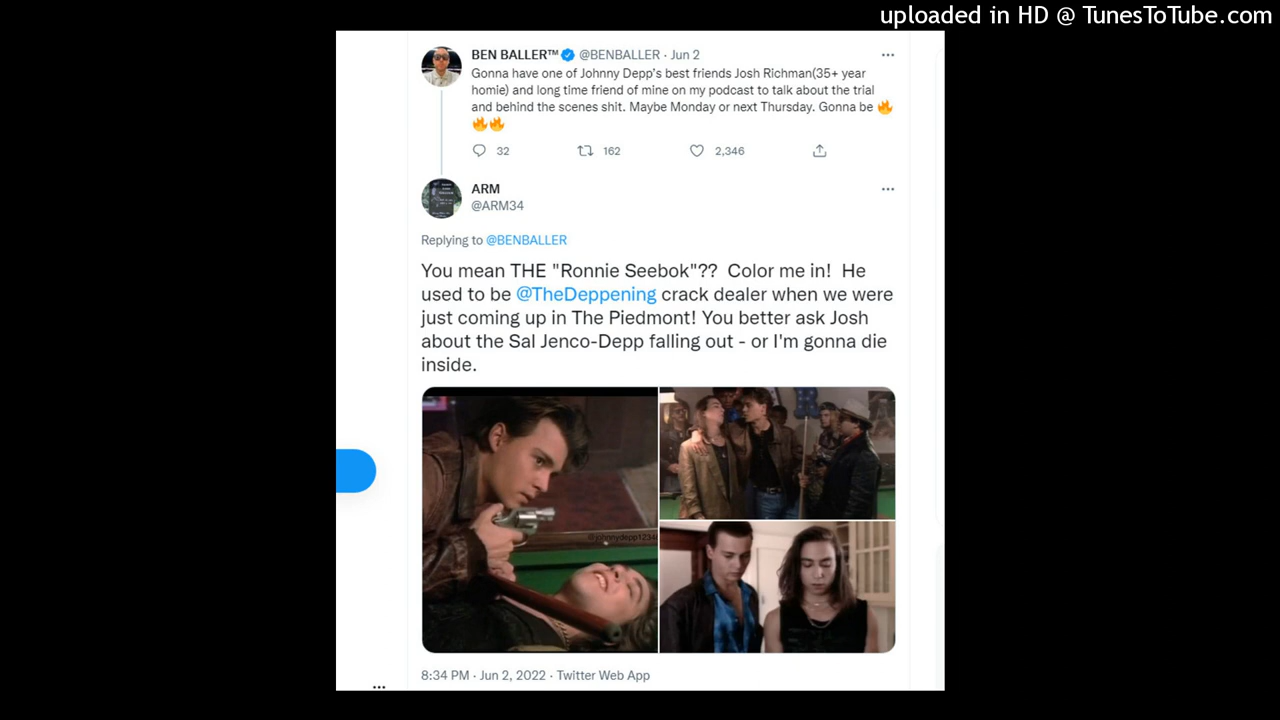 uploaded in HD @ TunesToTube.com
BEN BALLER™ @BENBALLER · Jun 2
Gonna have one of Johnny Depp's best friends Josh Richman(35+ year
homie) and long time friend of mine on my podcast to talk about the trial
and behind the scenes shit. Maybe Monday or next Thursday. Gonna be 🔥
🔥🔥
32 162 2,346
ARM
@ARM34
Replying to @BENBALLER
You mean THE "Ronnie Seebok"??  Color me in!  He
used to be @TheDeppening crack dealer when we were
just coming up in The Piedmont! You better ask Josh
about the Sal Jenco-Depp falling out - or I'm gonna die
inside.
@johnnydepp1234
8:34 PM · Jun 2, 2022 · Twitter Web App